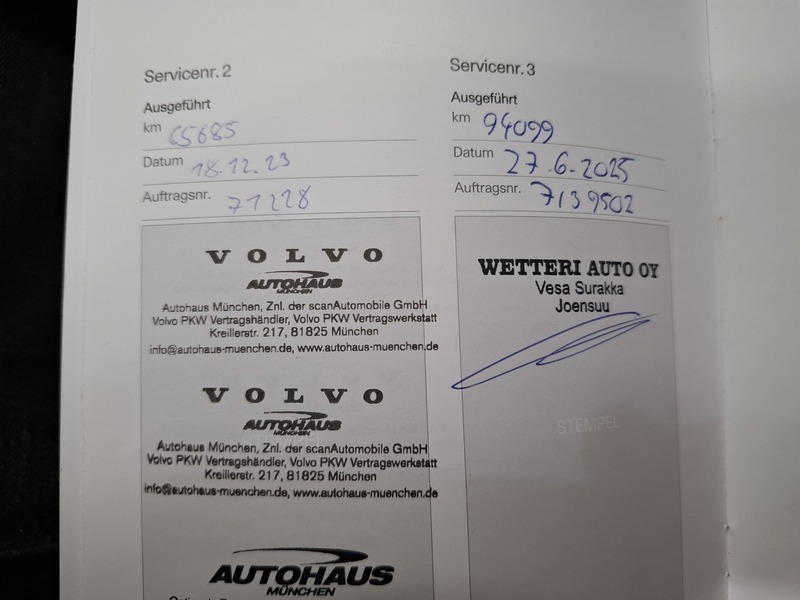 Servicenr. 2
Ausgeführt
km 65685
Datum 18.12.23
Auftragsnr. 71228
VOLVO
AUTOHAUS
MÜNCHEN
Autohaus München, Znl. der scanAutomobile GmbH
Volvo PKW Vertragshändler, Volvo PKW Vertragswerkstatt
Kreillerstr. 217, 81825 München
info@autohaus-muenchen.de, www.autohaus-muenchen.de
VOLVO
AUTOHAUS
MÜNCHEN
Autohaus München, Znl. der scanAutomobile GmbH
Volvo PKW Vertragshändler, Volvo PKW Vertragswerkstatt
Kreillerstr. 217, 81825 München
info@autohaus-muenchen.de, www.autohaus-muenchen.de
AUTOHAUS
MÜNCHEN
Servicenr. 3
Ausgeführt
km 94099
Datum 27.6.2025
Auftragsnr. 7139502
WETTERI AUTO OY
Vesa Surakka
Joensuu
STEMPEL